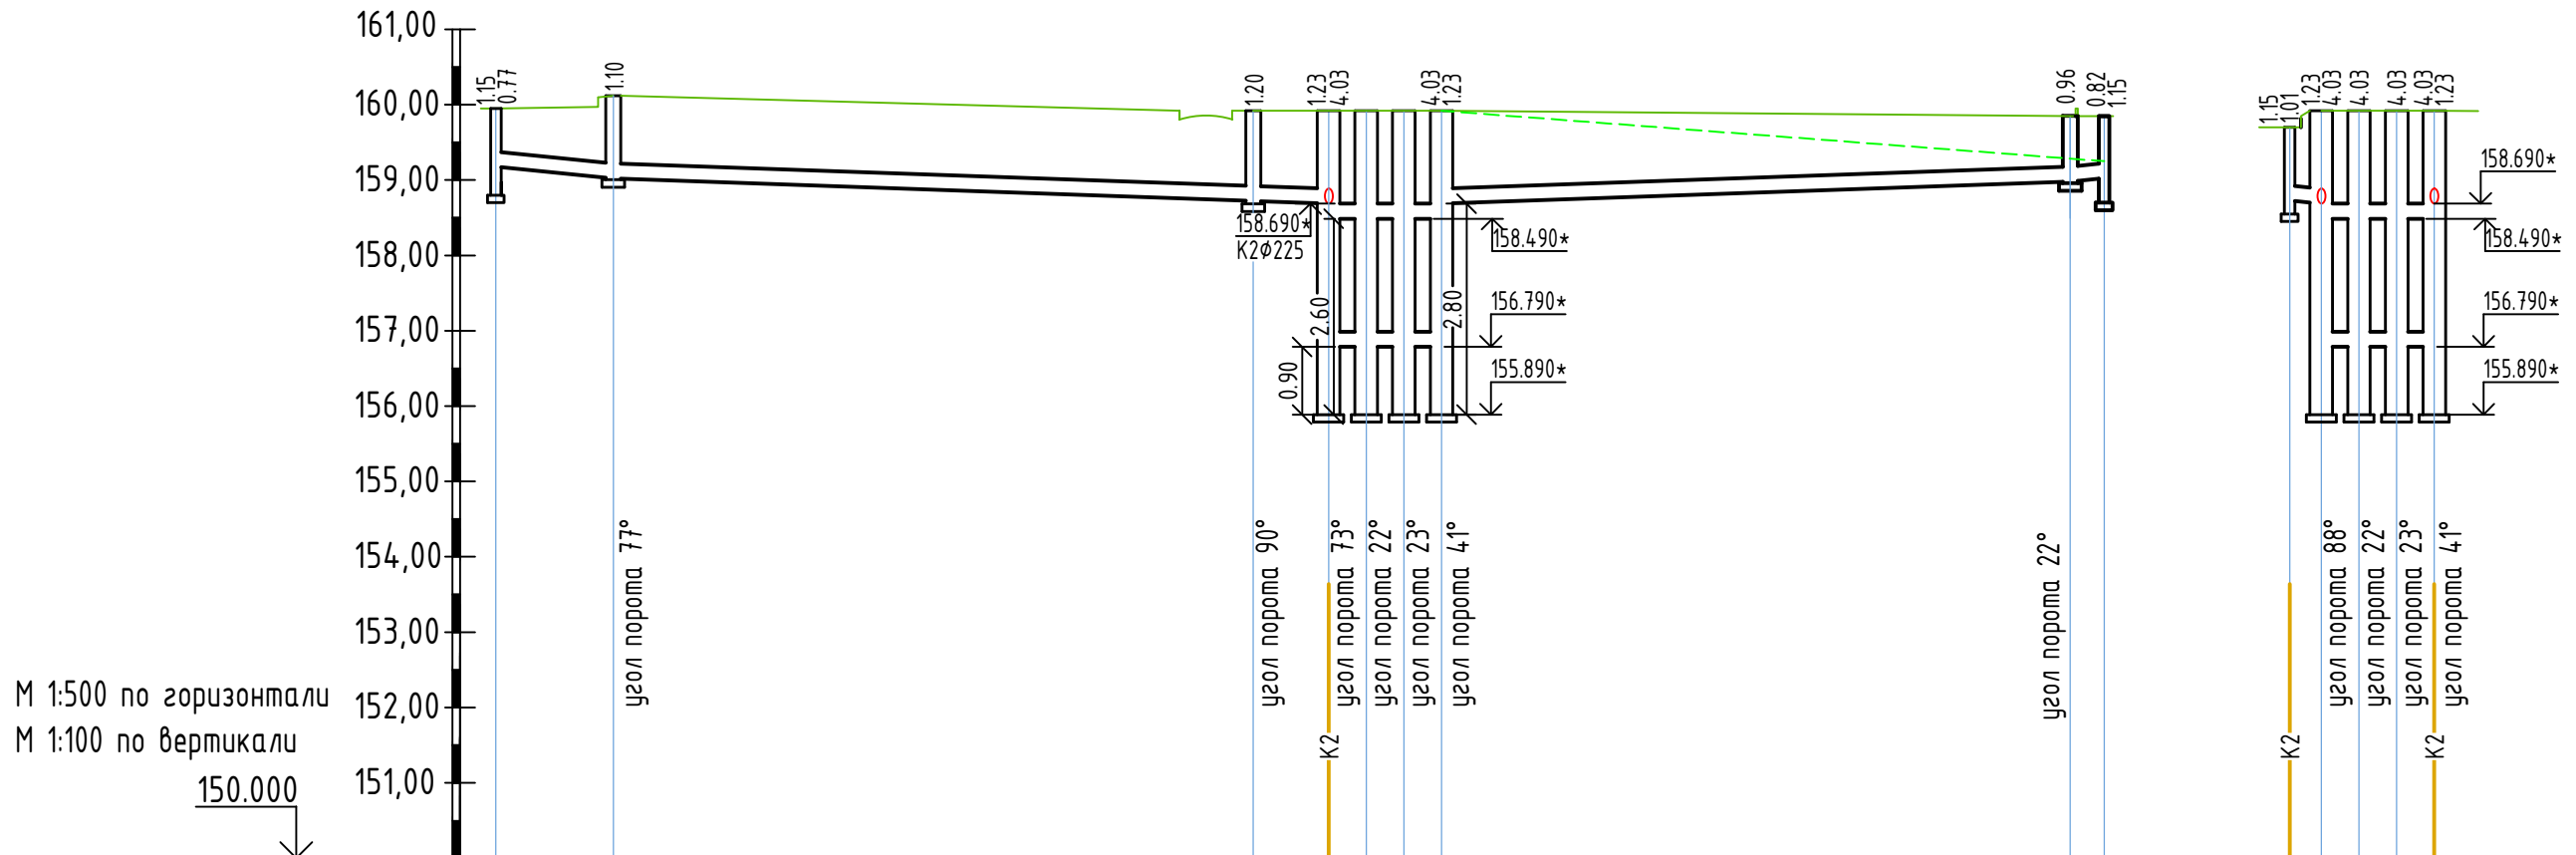 161,00
160,00
159,00
158,00
157,00
156,00
155,00
154,00
153,00
152,00
151,00
М 1:500 по горизонтали
М 1:100 по вертикали
150.000
1.15
0.77
1.10
1.20
1.23
4.03
4.03
1.23
0.96
0.82
1.15
158.690*
К2ϕ225
158.490*
156.790*
155.890*
2.60
2.80
0.90
угол порота 77°
угол порота 90°
угол порота 73°
угол порота 22°
угол порота 23°
угол порота 41°
угол порота 22°
К2
1.15
1.01
1.23
4.03
4.03
4.03
4.03
1.23
158.690*
158.490*
156.790*
155.890*
угол порота 88°
угол порота 22°
угол порота 23°
угол порота 41°
К2
К2